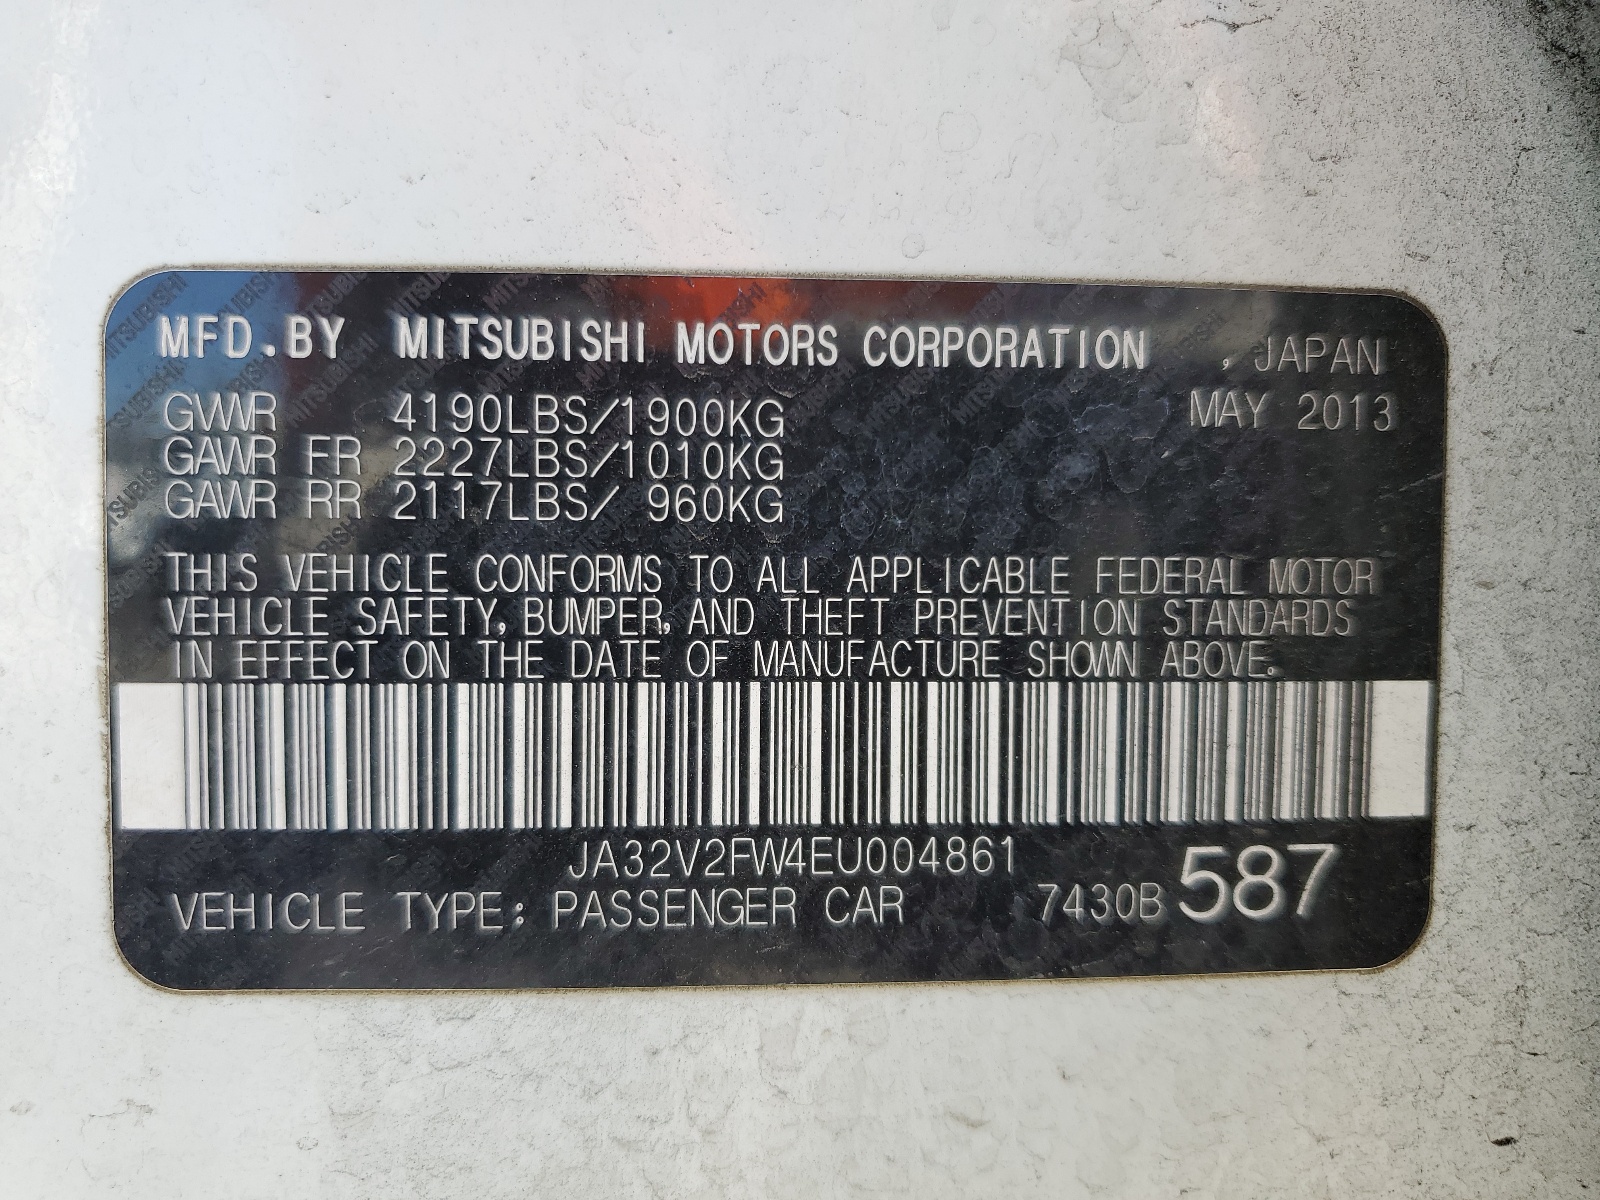 MFD.BY MITSUBISHI MOTORS CORPORATION , JAPAN
GVWR 4190LBS/1900KG MAY 2013
GAWR FR 2227LBS/1010KG
GAWR RR 2117LBS/ 960KG
THIS VEHICLE CONFORMS TO ALL APPLICABLE FEDERAL MOTOR
VEHICLE SAFETY, BUMPER, AND THEFT PREVENTION STANDARDS
IN EFFECT ON THE DATE OF MANUFACTURE SHOWN ABOVE.
JA32V2FW4EU004861
VEHICLE TYPE: PASSENGER CAR 7430B 587